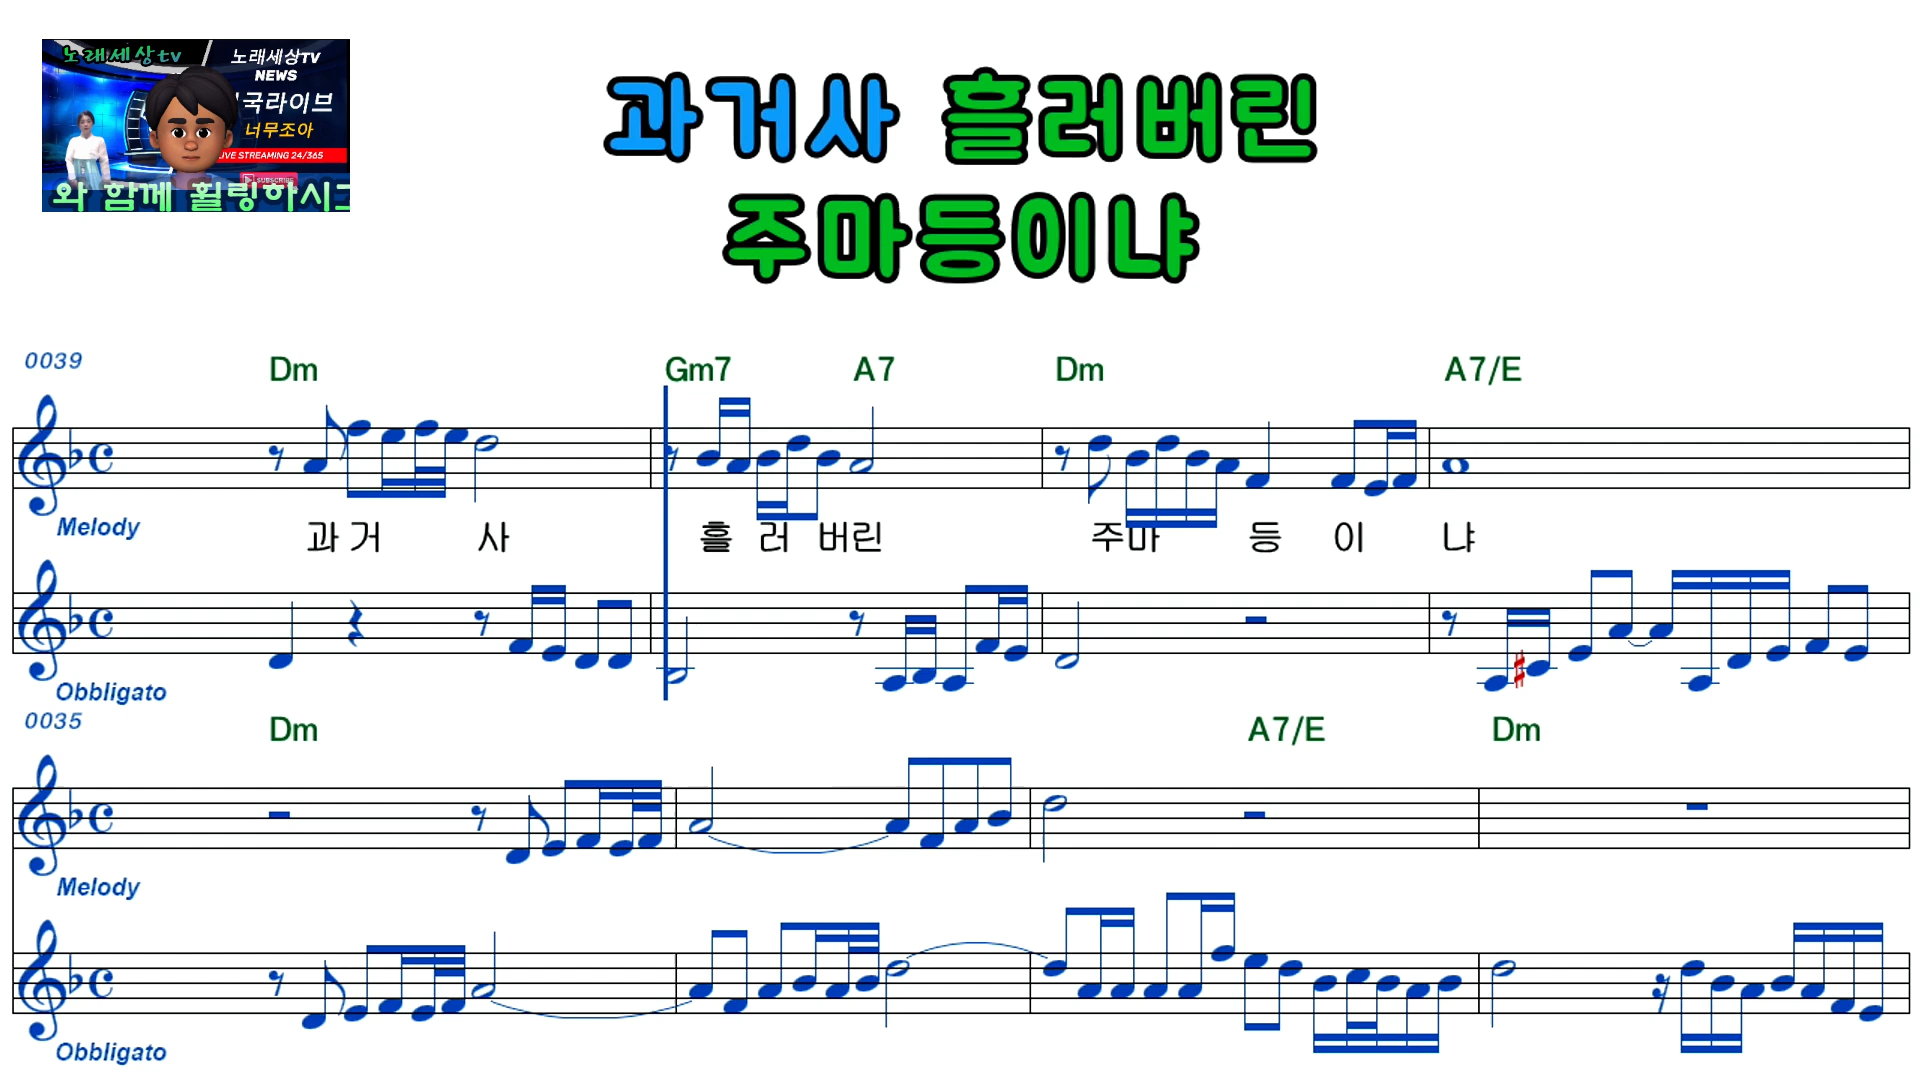 노래세상tv
노래세상TV
NEWS
국라이브
너무조아
LIVE STREAMING 24/365
SUBSCRIBE
와 함께 힐링하시고
과거사 흘러버린
주마등이냐
0039
Dm Gm7 A7 Dm A7/E
Melody
과 거 사 흘 러 버린 주마 등 이 냐
Obbligato
0035
Dm A7/E Dm
Melody
Obbligato